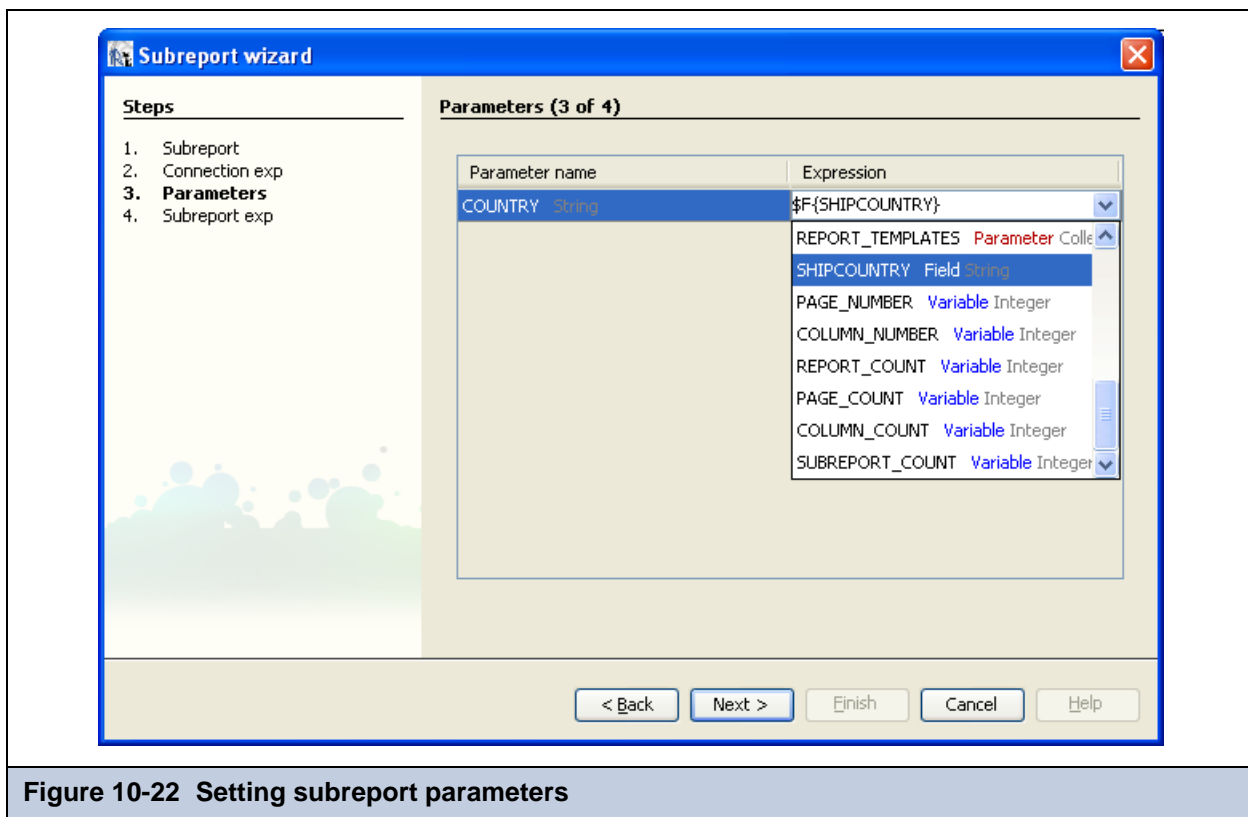 Subreport wizard
Steps
1. Subreport
2. Connection exp
3. Parameters
4. Subreport exp
Parameters (3 of 4)
Parameter name Expression
COUNTRY String $F{SHIPCOUNTRY}
REPORT_TEMPLATES Parameter Colle
SHIPCOUNTRY Field String
PAGE_NUMBER Variable Integer
COLUMN_NUMBER Variable Integer
REPORT_COUNT Variable Integer
PAGE_COUNT Variable Integer
COLUMN_COUNT Variable Integer
SUBREPORT_COUNT Variable Integer
< Back Next > Finish Cancel Help
Figure 10-22 Setting subreport parameters